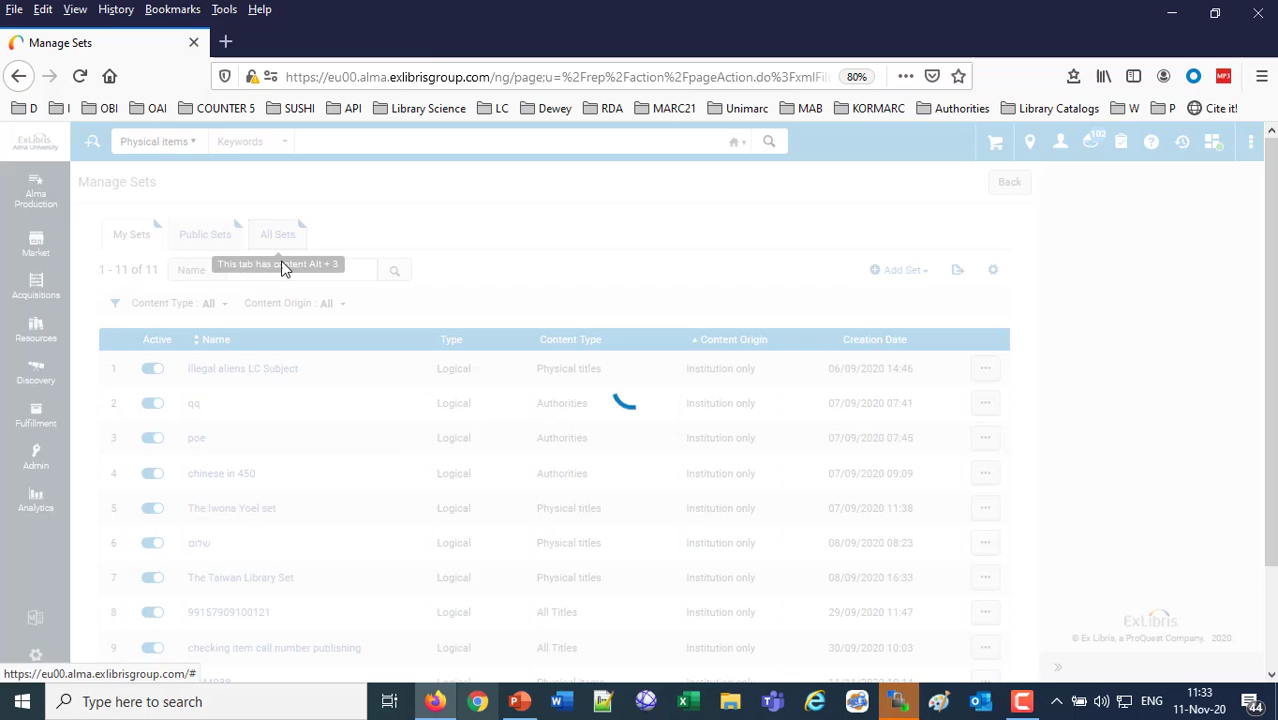 File Edit View History Bookmarks Tools Help
Manage Sets
https://eu00.alma.exlibrisgroup.com/ng/page;u=%2Frep%2Faction%2FpageAction.do%3FxmlFil 80%
D I OBI OAI COUNTER 5 SUSHI API Library Science LC Dewey RDA MARC21 Unimarc MAB KORMARC Authorities Library Catalogs W P Cite it!
ExLibris
Alma University
Physical items Keywords 102
Manage Sets Back
Alma
Production
Market
Acquisitions
Resources
Discovery
Fulfillment
Admin
Analytics
My Sets Public Sets All Sets
This tab has content Alt + 3
1 - 11 of 11 Name Add Set
Content Type : All Content Origin : All
Active Name Type Content Type Content Origin Creation Date
1 Illegal aliens LC Subject Logical Physical titles Institution only 06/09/2020 14:46
2 qq Logical Authorities Institution only 07/09/2020 07:41
3 poe Logical Authorities Institution only 07/09/2020 07:45
4 chinese in 450 Logical Authorities Institution only 07/09/2020 09:09
5 The Iwona Yoel set Logical Physical titles Institution only 07/09/2020 11:38
6 שלום Logical Physical titles Institution only 08/09/2020 08:23
7 The Taiwan Library Set Logical Physical titles Institution only 08/09/2020 16:33
8 99157909100121 Logical All Titles Institution only 29/09/2020 11:47
9 checking item call number publishing Logical All Titles Institution only 30/09/2020 10:03
Logical Physical items Institution only
ExLibris
© Ex Libris, a ProQuest Company, 2020
https://eu00.alma.exlibrisgroup.com/#
Type here to search
ENG
11:33
11-Nov-20
44
MP3